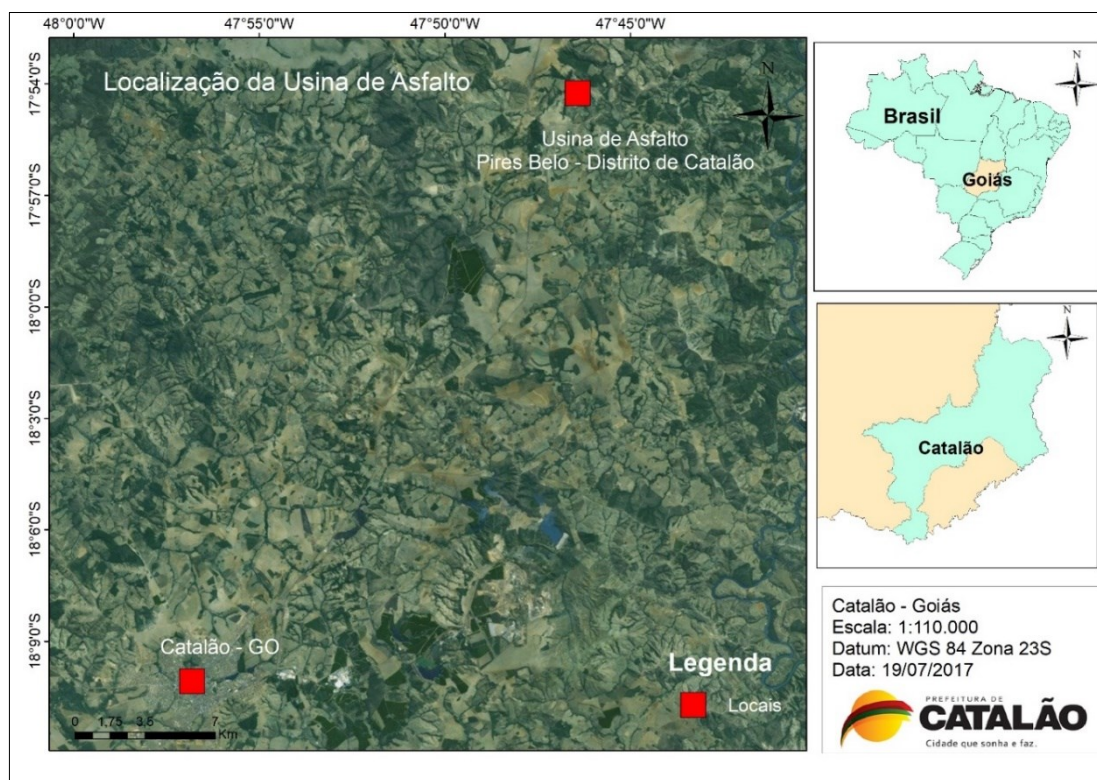 48°0'0"W
47°55'0"W
47°50'0"W
47°45'0"W
17°54'0"S
17°57'0"S
18°0'0"S
18°3'0"S
18°6'0"S
18°9'0"S
Localização da Usina de Asfalto
N
Usina de Asfalto
Pires Belo - Distrito de Catalão
Catalão - GO
0 1,75 3,5 7
Km
Legenda
Locais
N
Brasil
Goiás
N
Catalão
Catalão - Goiás
Escala: 1:110.000
Datum: WGS 84 Zona 23S
Data: 19/07/2017
PREFEITURA DE
CATALÃO
Cidade que sonha e faz.